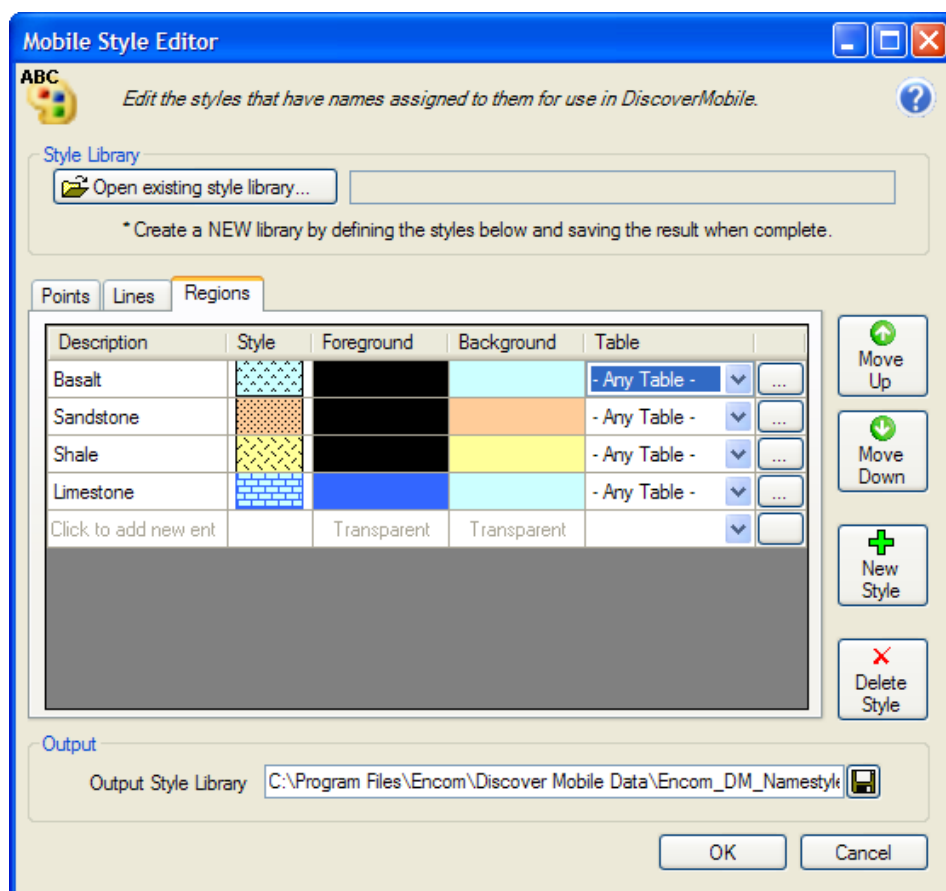 Mobile Style Editor
ABC
Edit the styles that have names assigned to them for use in DiscoverMobile.
Style Library
Open existing style library...
* Create a NEW library by defining the styles below and saving the result when complete.
Points Lines Regions
Description Style Foreground Background Table
Basalt - Any Table - ...
Sandstone - Any Table - ...
Shale - Any Table - ...
Limestone - Any Table - ...
Click to add new ent Transparent Transparent
Move
Up
Move
Down
New
Style
Delete
Style
Output
Output Style Library C:\Program Files\Encom\Discover Mobile Data\Encom_DM_Namestyle
OK Cancel